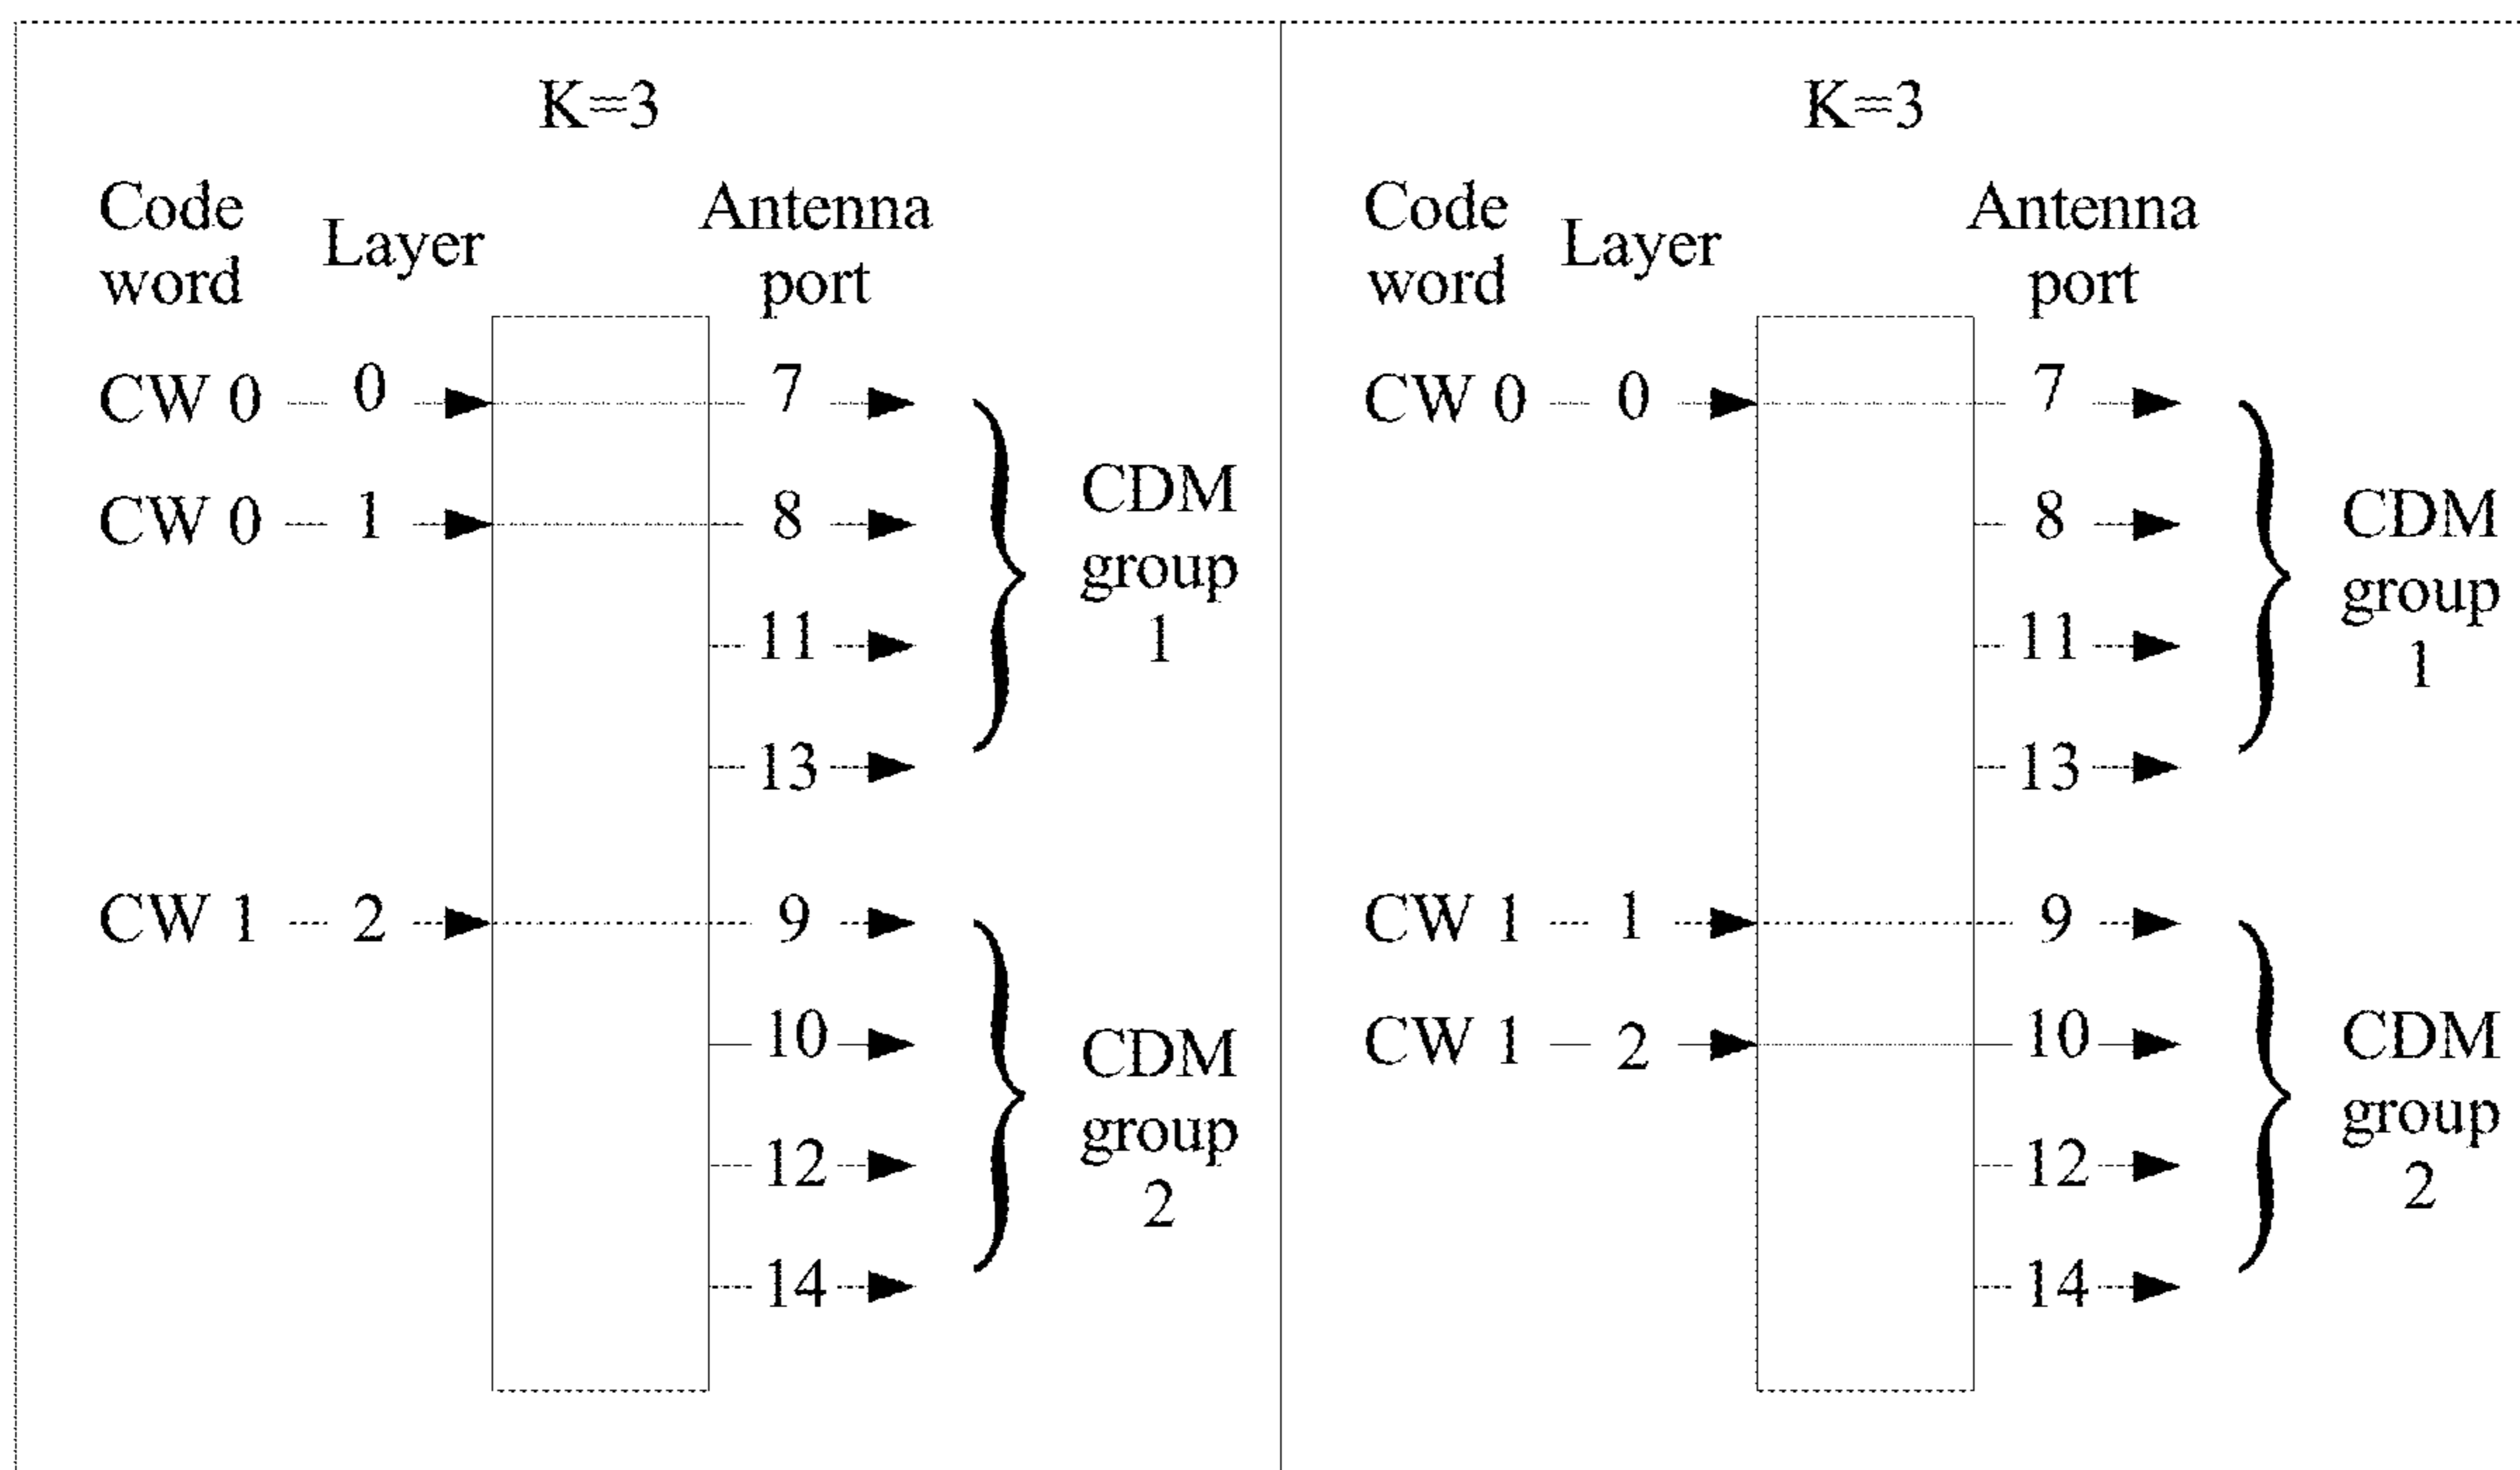 K=3
Code word Layer Antenna port
CW 0 0 7
CW 0 1 8
11
13
CDM group 1
CW 1 2 9
10
12
14
CDM group 2
K=3
Code word Layer Antenna port
CW 0 0 7
8
11
13
CDM group 1
CW 1 1 9
CW 1 2 10
12
14
CDM group 2